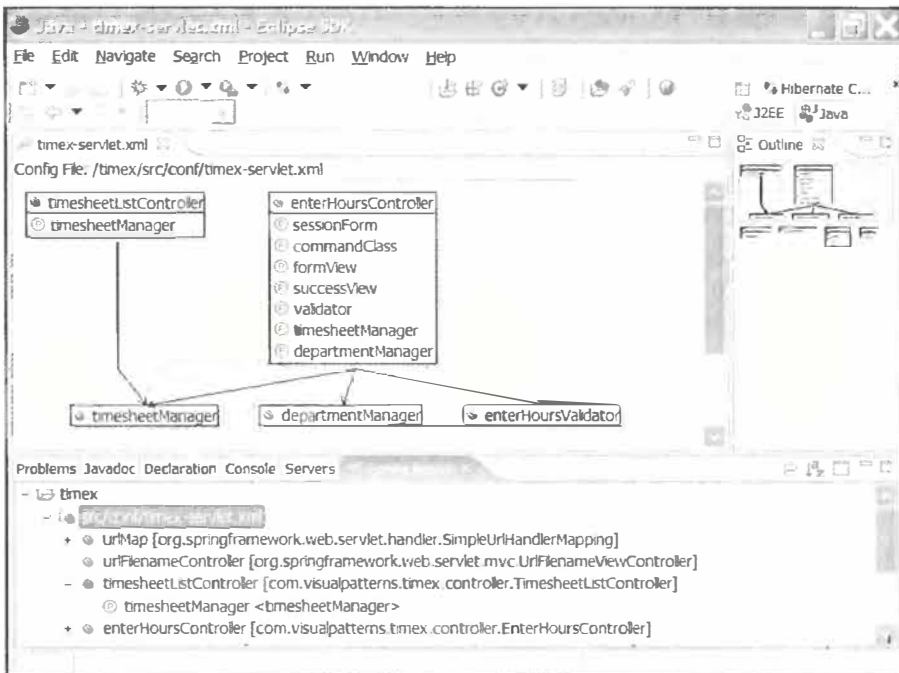 Java - timex-servlet.xml - Eclipse SDK
File Edit Navigate Search Project Run Window Help
Hibernate C...
J2EE Java
timex-servlet.xml
Outline
Config File: /timex/src/conf/timex-servlet.xml
timesheetListController
timesheetManager
enterHoursController
sessionForm
commandClass
formView
successView
validator
timesheetManager
departmentManager
timesheetManager
departmentManager
enterHoursValidator
Problems Javadoc Declaration Console Servers
timex
src/conf/timex-servlet.xml
urlMap [org.springframework.web.servlet.handler.SimpleUrlHandlerMapping]
urlFilenameController [org.springframework.web.servlet.mvc.UrlFilenameViewController]
timesheetListController [com.visualpatterns.timex.controller.TimesheetListController]
timesheetManager <timesheetManager>
enterHoursController [com.visualpatterns.timex.controller.EnterHoursController]